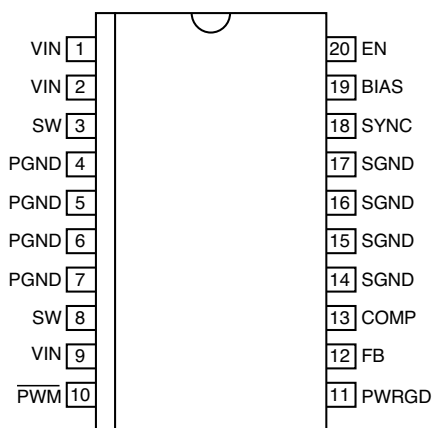 VIN 1 20 EN
VIN 2 19 BIAS
SW 3 18 SYNC
PGND 4 17 SGND
PGND 5 16 SGND
PGND 6 15 SGND
PGND 7 14 SGND
SW 8 13 COMP
VIN 9 12 FB
P̅W̅M̅ 10 11 PWRGD